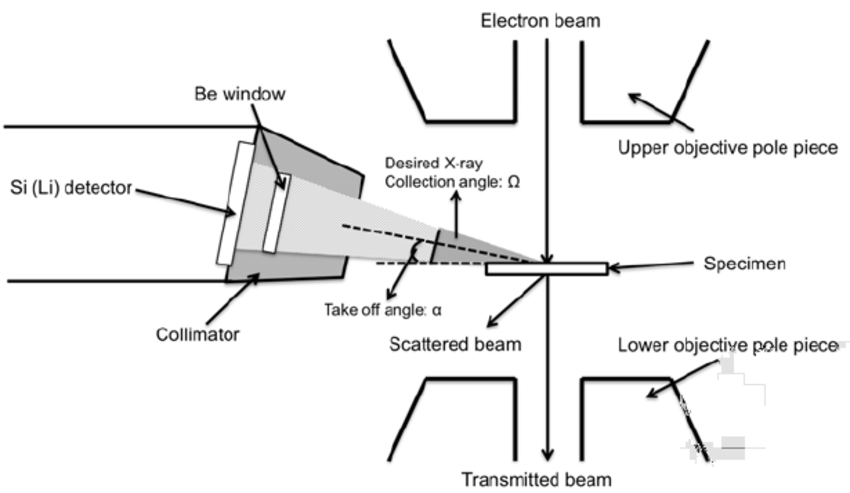 Electron beam
Be window
Upper objective pole piece
Desired X-ray
Collection angle: Ω
Si (Li) detector
Specimen
Take off angle: α
Collimator
Scattered beam
Lower objective pole piece
Transmitted beam